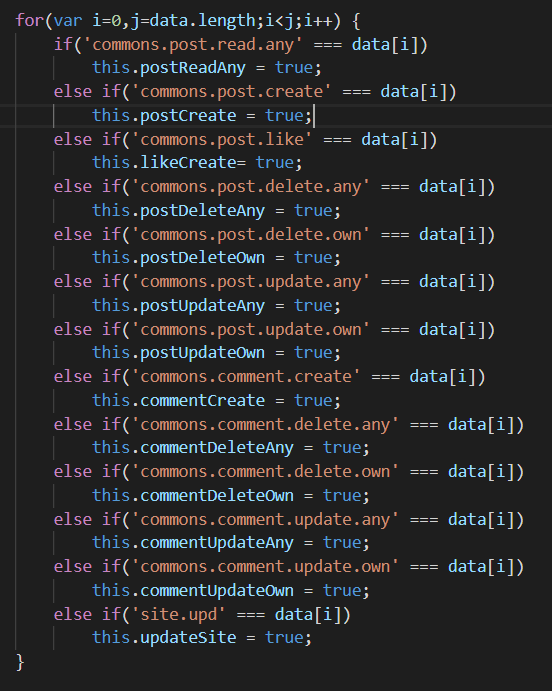 for(var i=0,j=data.length;i<j;i++) {
    if('commons.post.read.any' === data[i])
        this.postReadAny = true;
    else if('commons.post.create' === data[i])
        this.postCreate = true;
    else if('commons.post.like' === data[i])
        this.likeCreate= true;
    else if('commons.post.delete.any' === data[i])
        this.postDeleteAny = true;
    else if('commons.post.delete.own' === data[i])
        this.postDeleteOwn = true;
    else if('commons.post.update.any' === data[i])
        this.postUpdateAny = true;
    else if('commons.post.update.own' === data[i])
        this.postUpdateOwn = true;
    else if('commons.comment.create' === data[i])
        this.commentCreate = true;
    else if('commons.comment.delete.any' === data[i])
        this.commentDeleteAny = true;
    else if('commons.comment.delete.own' === data[i])
        this.commentDeleteOwn = true;
    else if('commons.comment.update.any' === data[i])
        this.commentUpdateAny = true;
    else if('commons.comment.update.own' === data[i])
        this.commentUpdateOwn = true;
    else if('site.upd' === data[i])
        this.updateSite = true;
}